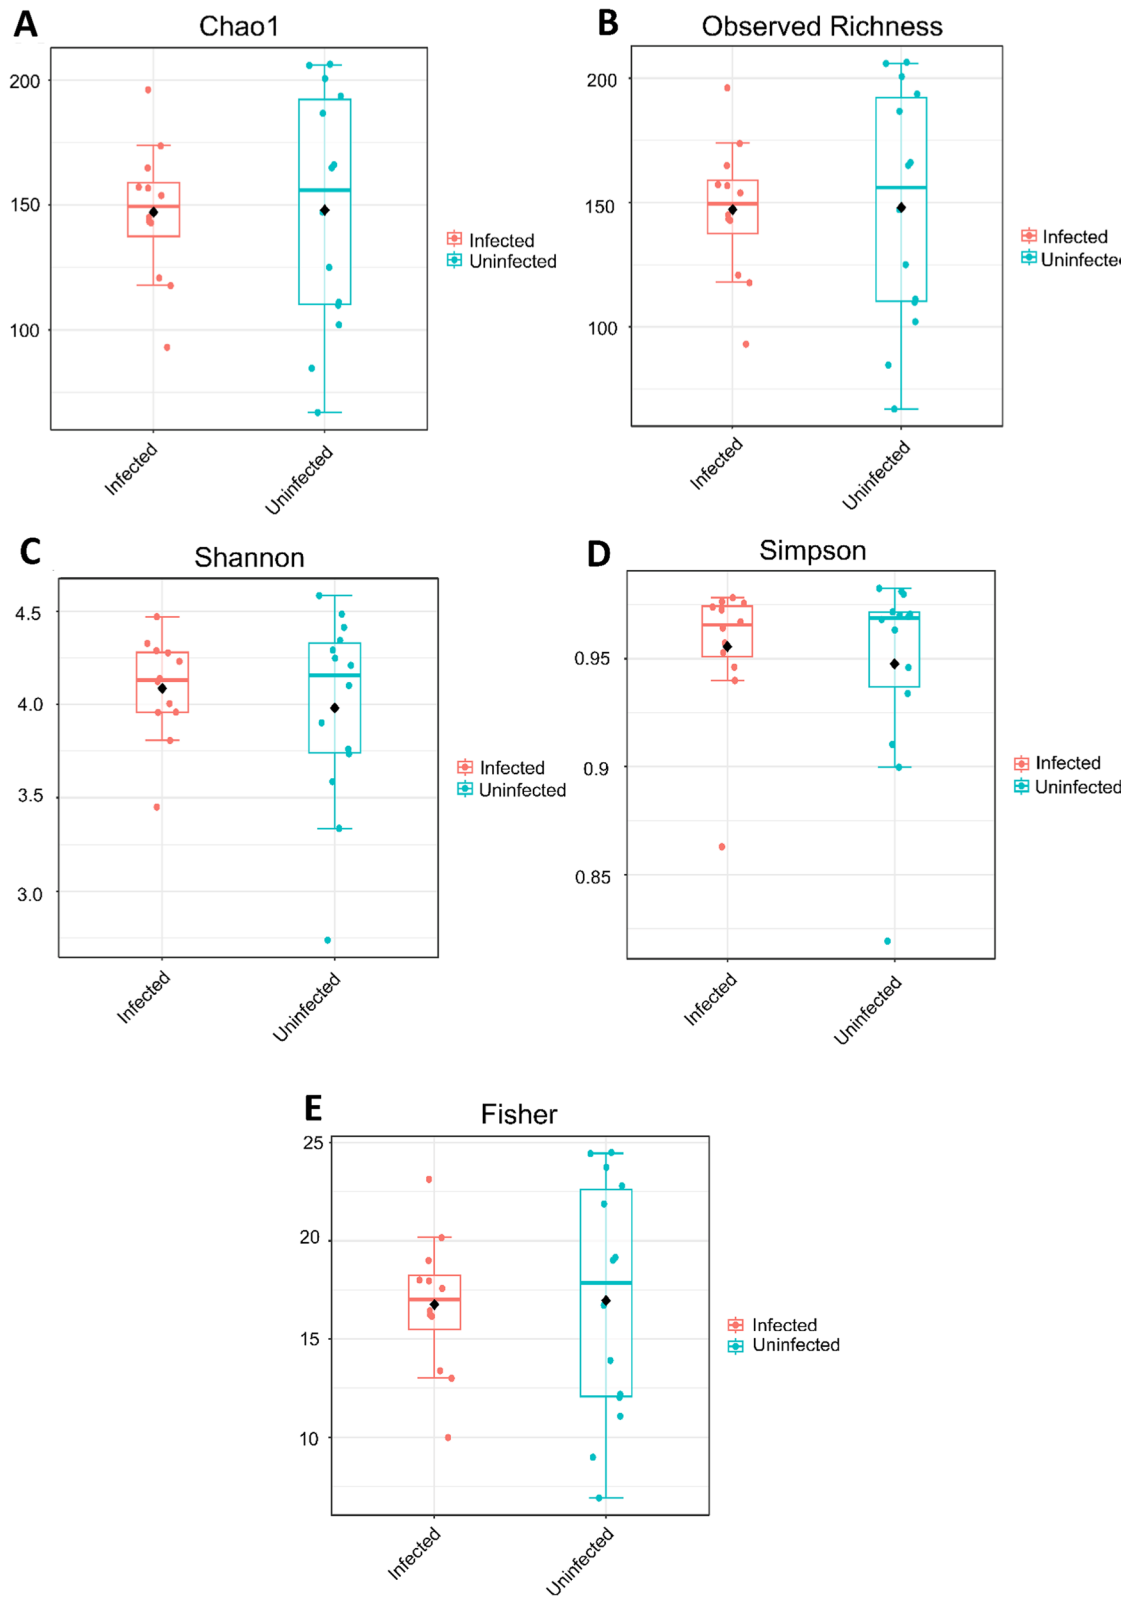 A
Chao1
200
150
100
Infected
Uninfected
Infected
Uninfected
B
Observed Richness
200
150
100
Infected
Uninfected
Infected
Uninfecte
C
Shannon
4.5
4.0
3.5
3.0
Infected
Uninfected
Infected
Uninfected
D
Simpson
0.95
0.9
0.85
Infected
Uninfected
Infected
Uninfected
E
Fisher
25
20
15
10
Infected
Uninfected
Infected
Uninfected